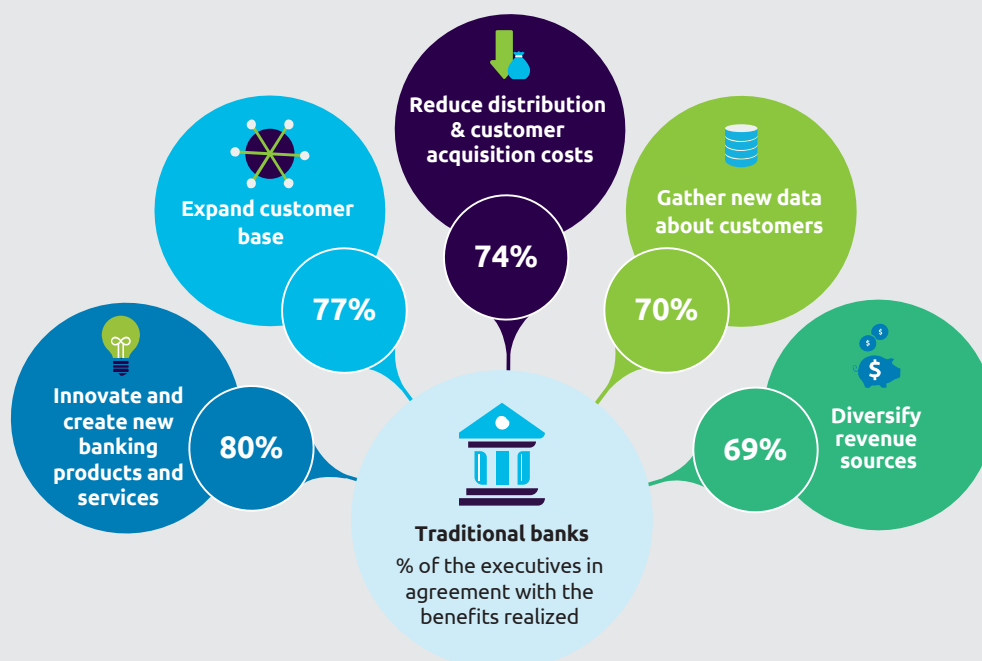 Innovate and
create new
banking
products and
services
80%
Expand customer
base
77%
Reduce distribution
& customer
acquisition costs
74%
Gather new data
about customers
70%
$
$
$
Diversify
revenue
sources
69%
Traditional banks
% of the executives in
agreement with the
benefits realized